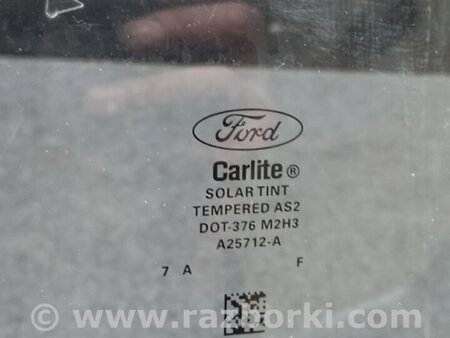 Ford
Carlite®
SOLAR TINT
TEMPERED AS2
DOT-376 M2H3
A25712-A
7 A F
© www.razborki.com